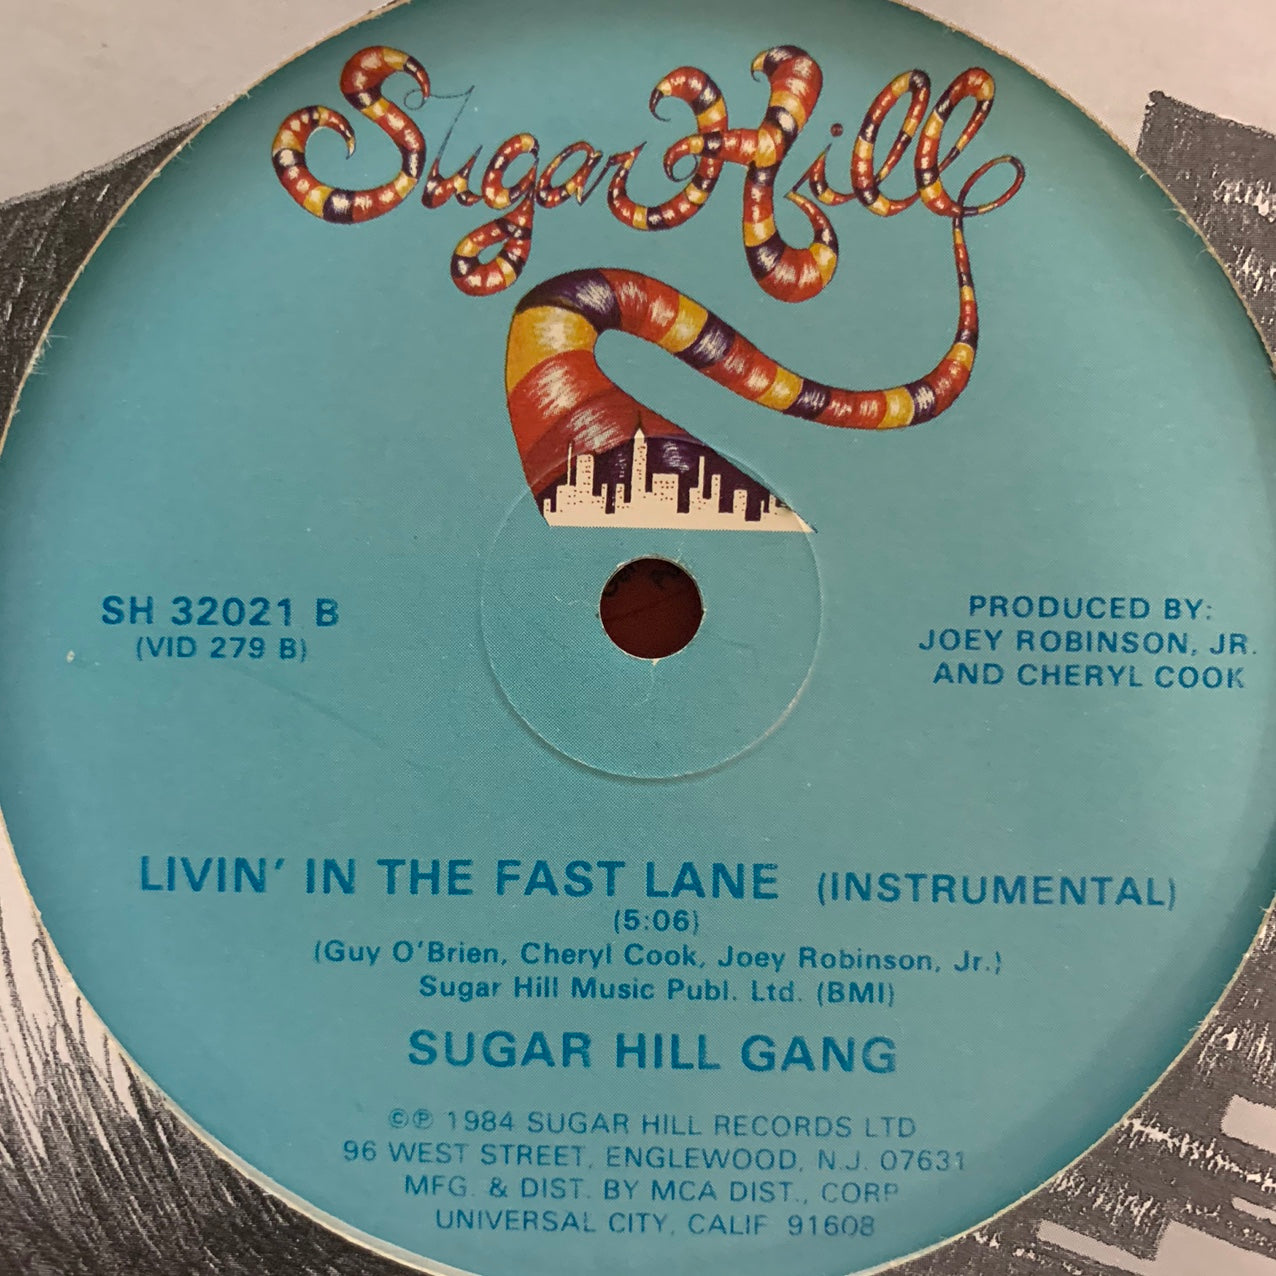 Sugar Hill
SH 32021 B
(VID 279 B)
PRODUCED BY:
JOEY ROBINSON, JR.
AND CHERYL COOK
LIVIN' IN THE FAST LANE (INSTRUMENTAL)
(5:06)
(Guy O'Brien, Cheryl Cook, Joey Robinson, Jr.)
Sugar Hill Music Publ. Ltd. (BMI)
SUGAR HILL GANG
©℗ 1984 SUGAR HILL RECORDS LTD
96 WEST STREET, ENGLEWOOD, N.J. 07631
MFG. & DIST. BY MCA DIST., CORP
UNIVERSAL CITY, CALIF 91608